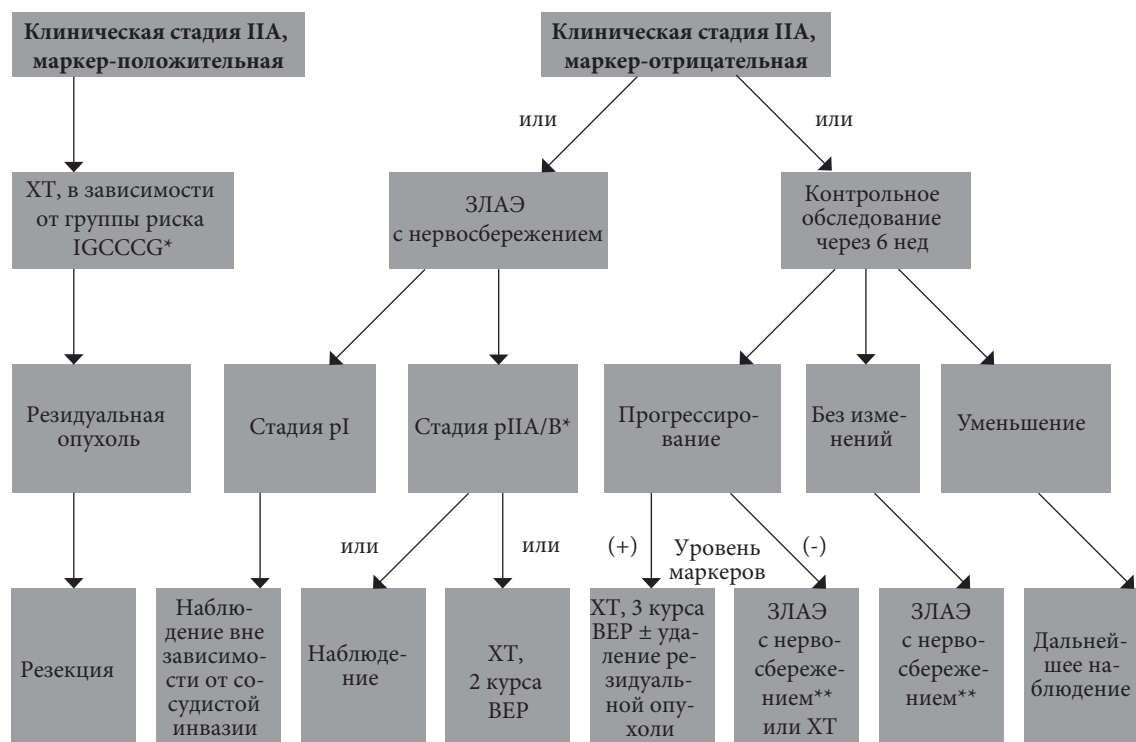 Клиническая стадия IIA,
маркер-положительная
Клиническая стадия IIA,
маркер-отрицательная
или
или
ХТ, в зависимости
от группы риска
IGCCCG*
ЗЛАЭ
с нервосбережением
Контрольное
обследование
через 6 нед
Резидуальная
опухоль
Стадия pI
Стадия pIIA/B*
Прогрессиро-
вание
Без изме-
нений
Уменьшение
или
или
(+)
Уровень
маркеров
(-)
Резекция
Наблю-
дение вне
зависимо-
сти от со-
судистой
инвазии
Наблюде-
ние
ХТ,
2 курса
BEP
ХТ, 3 курса
BEP ± уда-
ление ре-
зидуаль-
ной опу-
холи
ЗЛАЭ
с нерво-
сбереже-
нием**
или ХТ
ЗЛАЭ
с нерво-
сбереже-
нием**
Дальней-
шее на-
блюдение